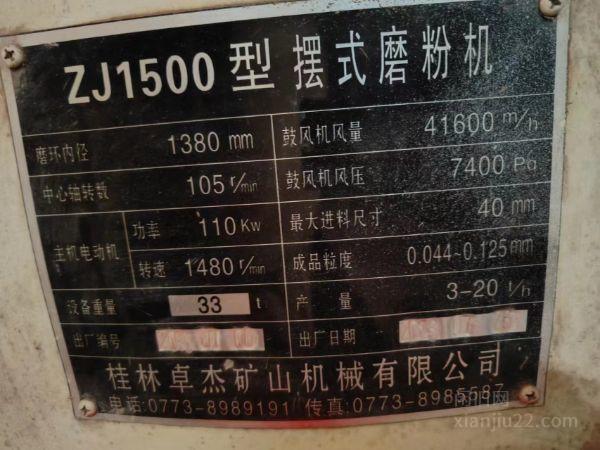 ZJ1500型 摆式磨粉机
磨环内径 1380 mm 鼓风机风量 41600 m³/h
中心轴转数 105 r/min 鼓风机风压 7400 Pa
主机电动机 功率 110 Kw 最大进料尺寸 40 mm
转速 1480 r/min 成品粒度 0.044~0.125mm
设备重量 33 t 产量 3-20 t/h
出厂编号 出厂日期
桂林卓杰矿山机械有限公司
电话:0773-8989191 传真:0773-8985587
xianjiu22.com